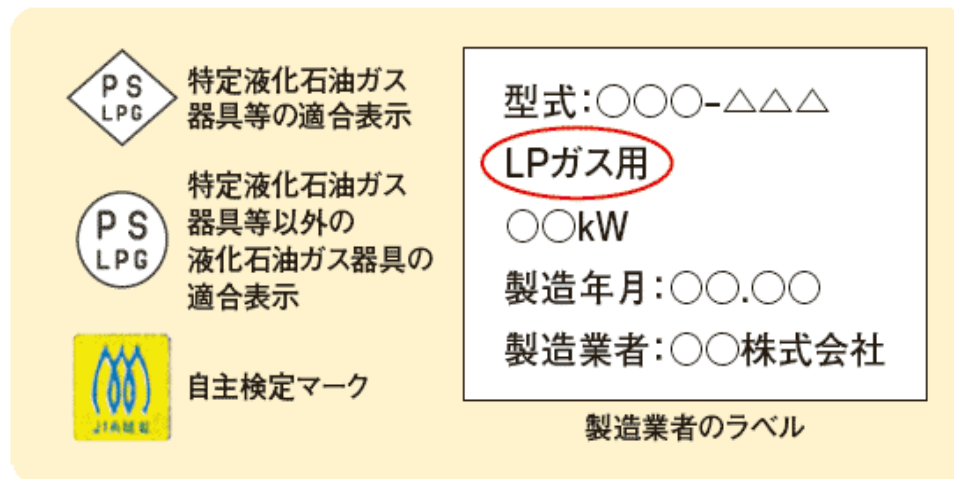 PS
LPG
特定液化石油ガス
器具等の適合表示
PS
LPG
特定液化石油ガス
器具等以外の
液化石油ガス器具の
適合表示
自主検定マーク
型式:○○○-△△△
LPガス用
○○kW
製造年月:○○.○○
製造業者:○○株式会社
製造業者のラベル